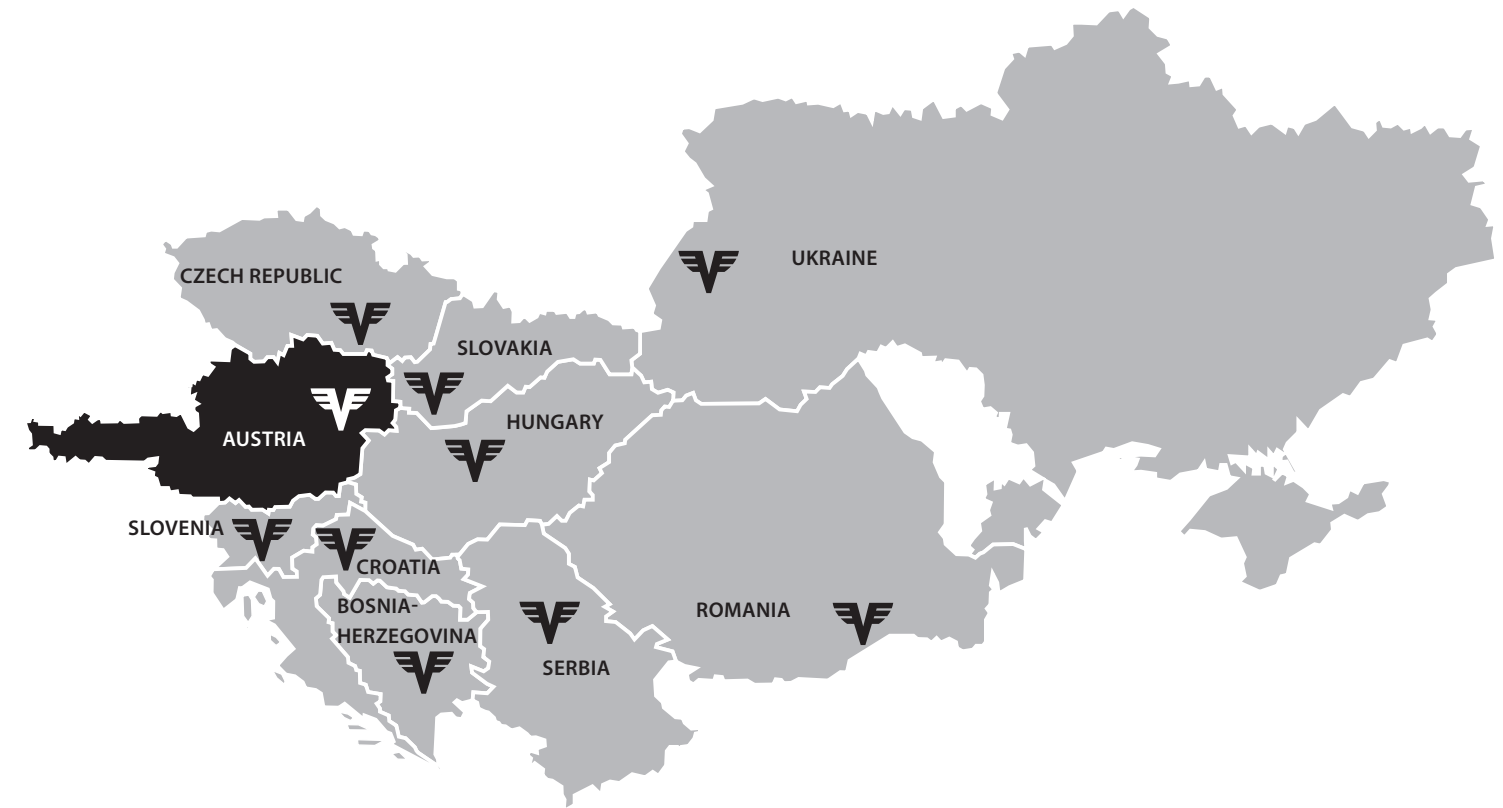 UKRAINE
CZECH REPUBLIC
SLOVAKIA
HUNGARY
AUSTRIA
SLOVENIA
CROATIA
BOSNIA-
HERZEGOVINA
ROMANIA
SERBIA